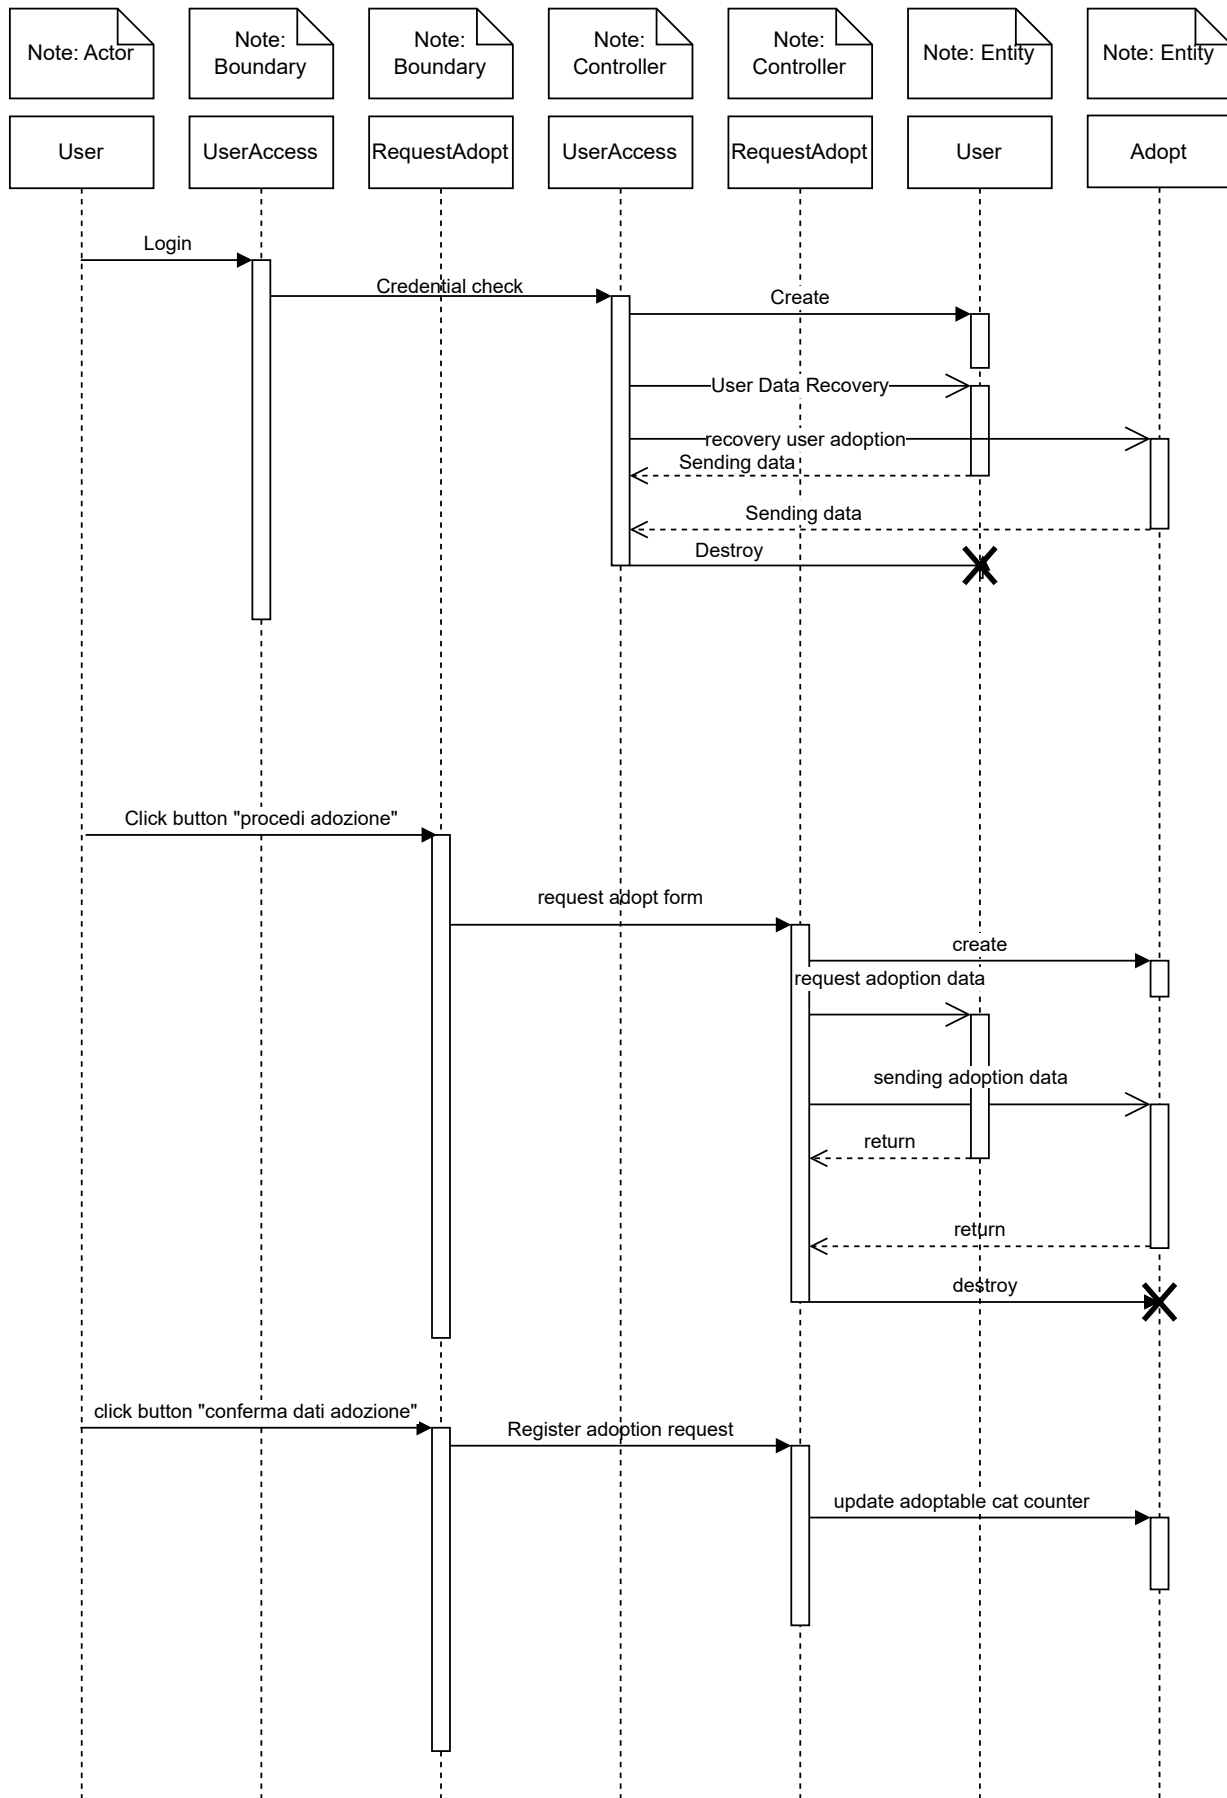 Note: Actor
Note:
Boundary
Note:
Boundary
Note:
Controller
Note:
Controller
Note: Entity
Note: Entity
User
UserAccess
RequestAdopt
UserAccess
RequestAdopt
User
Adopt
Login
Credential check
Create
User Data Recovery
recovery user adoption
Sending data
Sending data
Destroy
Click button "procedi adozione"
request adopt form
create
request adoption data
sending adoption data
return
return
destroy
click button "conferma dati adozione"
Register adoption request
update adoptable cat counter